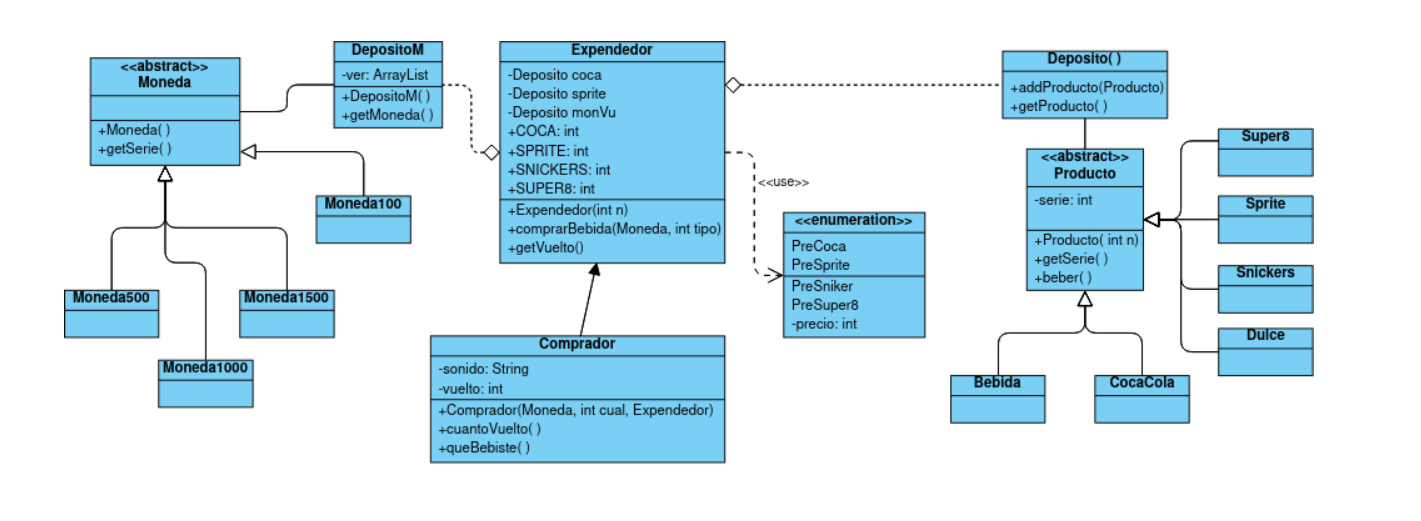 <<abstract>>
Moneda
+Moneda( )
+getSerie( )
DepositoM
-ver: ArrayList
+DepositoM( )
+getMoneda( )
Moneda100
Moneda500
Moneda1500
Moneda1000
Expendedor
-Deposito coca
-Deposito sprite
-Deposito monVu
+COCA: int
+SPRITE: int
+SNICKERS: int
+SUPER8: int
+Expendedor(int n)
+comprarBebida(Moneda, int tipo)
+getVuelto()
Comprador
-sonido: String
-vuelto: int
+Comprador(Moneda, int cual, Expendedor)
+cuantoVuelto( )
+queBebiste( )
<<use>>
<<enumeration>>
PreCoca
PreSprite
PreSniker
PreSuper8
-precio: int
Deposito( )
+addProducto(Producto)
+getProducto( )
<<abstract>>
Producto
-serie: int
+Producto( int n)
+getSerie( )
+beber( )
Super8
Sprite
Snickers
Dulce
Bebida
CocaCola